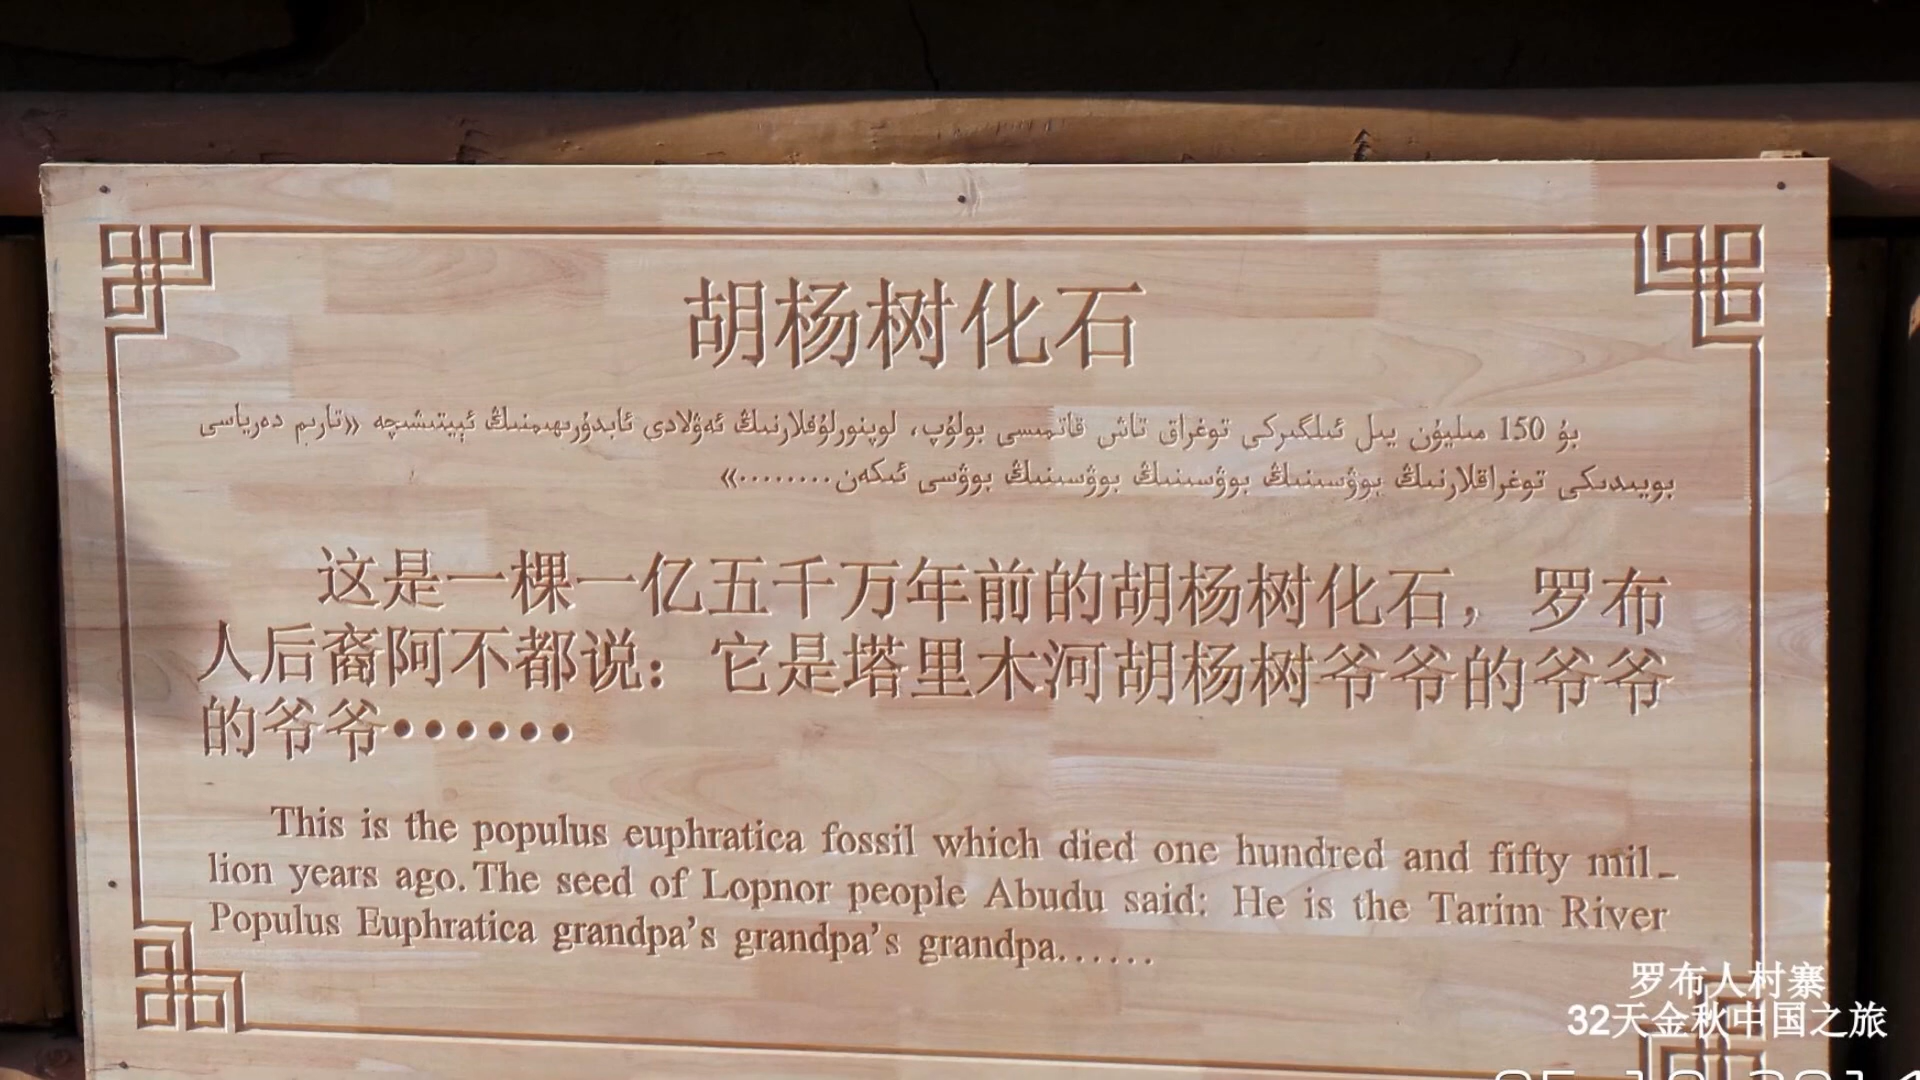 胡杨树化石
بۇ 150 مىليۇن يىل ئىلگىركى توغراق تاش قاتمىسى بولۇپ، لوپنورلۇقلارنىڭ ئەۋلادى ئابدۇرىھىمنىڭ ئېيتىشىچە «تارىم دەرياسى
بويىدىكى توغراقلارنىڭ بوۋىسىنىڭ بوۋىسىنىڭ بوۋىسىنىڭ بوۋىسى ئىكەن.........»
这是一棵一亿五千万年前的胡杨树化石，罗布
人后裔阿不都说：它是塔里木河胡杨树爷爷的爷爷
的爷爷••••••
This is the populus euphratica fossil which died one hundred and fifty mil_
lion years ago. The seed of Lopnor people Abudu said: He is the Tarim River
Populus Euphratica grandpa's grandpa's grandpa......
罗布人村寨
32天金秋中国之旅